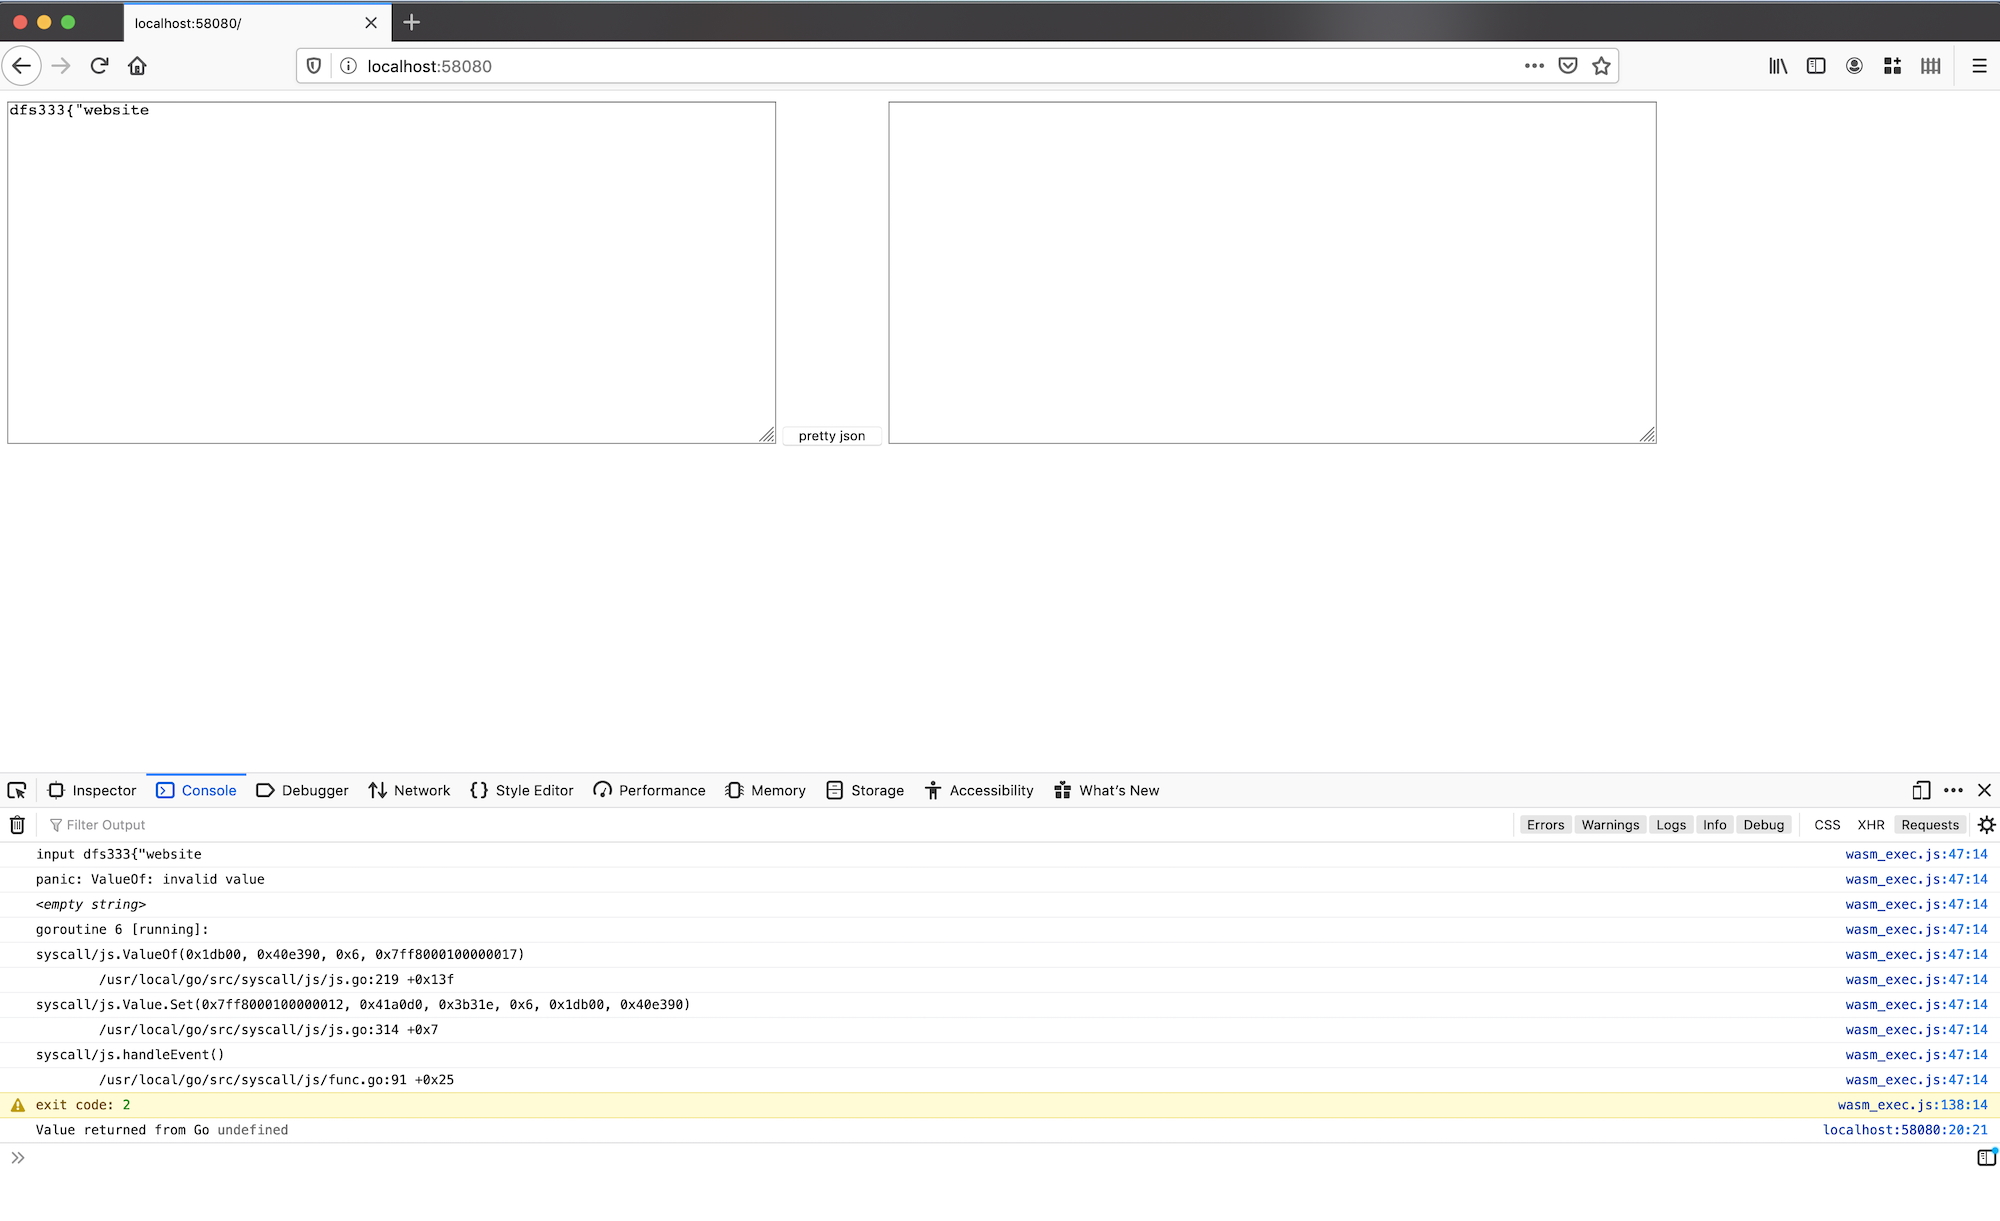 localhost:58080/
localhost:58080
dfs333{"website
pretty json
Inspector Console Debugger Network Style Editor Performance Memory Storage Accessibility What's New
Filter Output Errors Warnings Logs Info Debug CSS XHR Requests
input dfs333{"website wasm_exec.js:47:14
panic: ValueOf: invalid value wasm_exec.js:47:14
<empty string> wasm_exec.js:47:14
goroutine 6 [running]: wasm_exec.js:47:14
syscall/js.ValueOf(0x1db00, 0x40e390, 0x6, 0x7ff8000100000017) wasm_exec.js:47:14
/usr/local/go/src/syscall/js/js.go:219 +0x13f wasm_exec.js:47:14
syscall/js.Value.Set(0x7ff8000100000012, 0x41a0d0, 0x3b31e, 0x6, 0x1db00, 0x40e390) wasm_exec.js:47:14
/usr/local/go/src/syscall/js/js.go:314 +0x7 wasm_exec.js:47:14
syscall/js.handleEvent() wasm_exec.js:47:14
/usr/local/go/src/syscall/js/func.go:91 +0x25 wasm_exec.js:47:14
exit code: 2 wasm_exec.js:138:14
Value returned from Go undefined localhost:58080:20:21